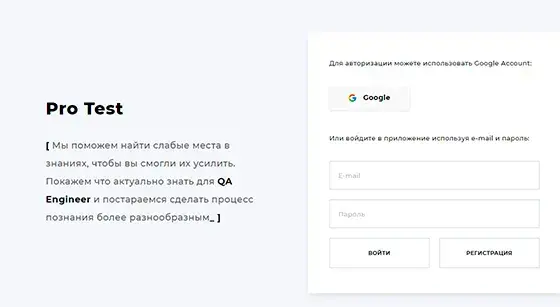 Pro Test
[ Мы поможем найти слабые места в
знаниях, чтобы вы смогли их усилить.
Покажем что актуально знать для QA
Engineer и постараемся сделать процесс
познания более разнообразным_ ]
Для авторизации можете использовать Google Account:
Google
Или войдите в приложение используя e-mail и пароль:
E-mail
Пароль
ВОЙТИ
РЕГИСТРАЦИЯ